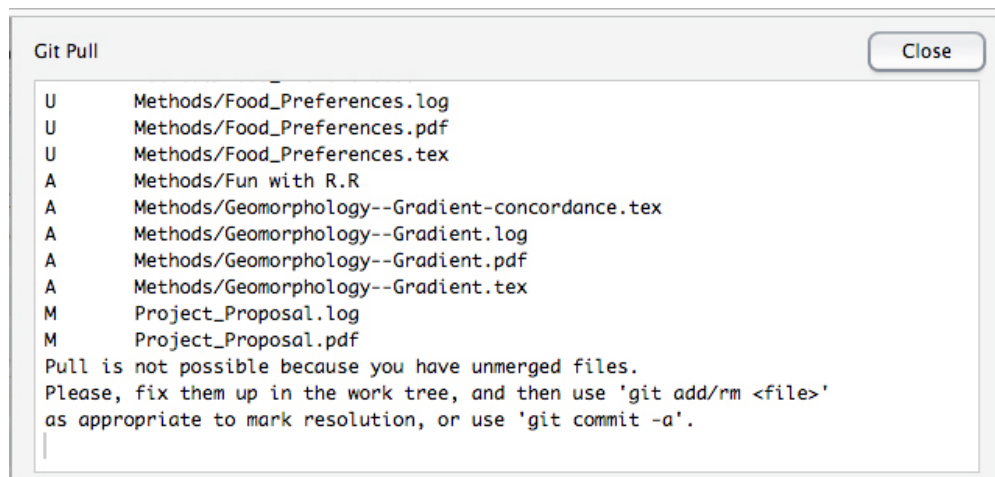 Git Pull
Close
U Methods/Food_Preferences.log
U Methods/Food_Preferences.pdf
U Methods/Food_Preferences.tex
A Methods/Fun with R.R
A Methods/Geomorphology--Gradient-concordance.tex
A Methods/Geomorphology--Gradient.log
A Methods/Geomorphology--Gradient.pdf
A Methods/Geomorphology--Gradient.tex
M Project_Proposal.log
M Project_Proposal.pdf
Pull is not possible because you have unmerged files.
Please, fix them up in the work tree, and then use 'git add/rm <file>'
as appropriate to mark resolution, or use 'git commit -a'.